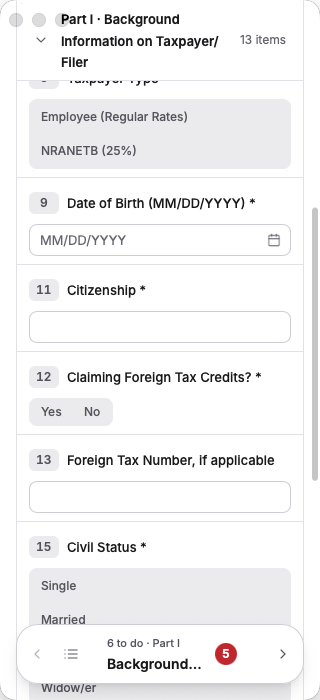 Part I · Background
Information on Taxpayer/
Filer
13 items
Taxpayer Type
Employee (Regular Rates)
NRANETB (25%)
9 Date of Birth (MM/DD/YYYY) *
MM/DD/YYYY
11 Citizenship *
12 Claiming Foreign Tax Credits? *
Yes No
13 Foreign Tax Number, if applicable
15 Civil Status *
Single
Married
6 to do · Part I
Background... 5
Widow/er